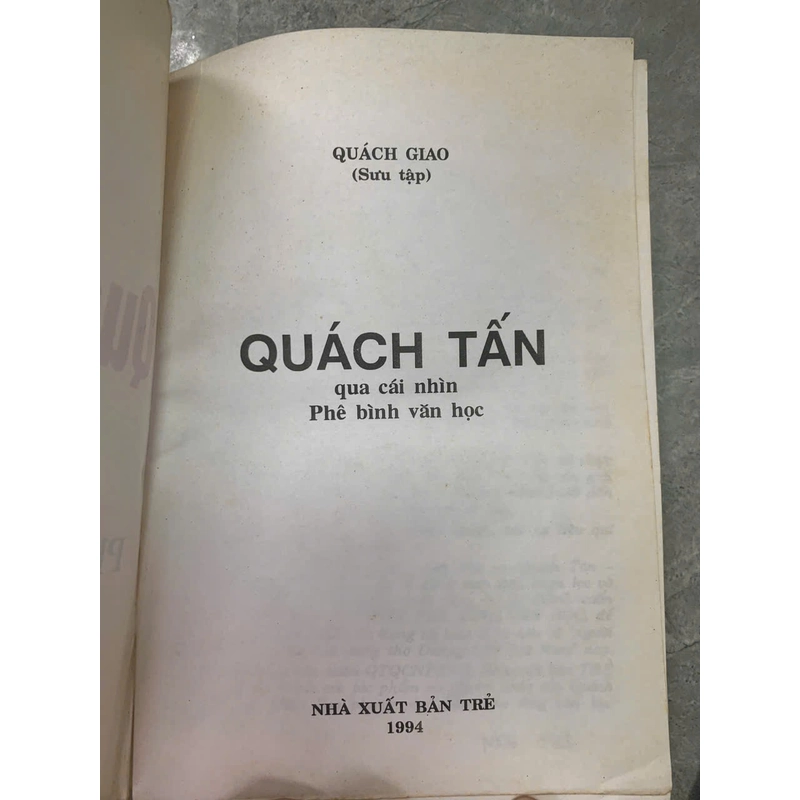 QUÁCH GIAO
(Sưu tập)
QUÁCH TẤN
qua cái nhìn
Phê bình văn học
NHÀ XUẤT BẢN TRẺ
1994